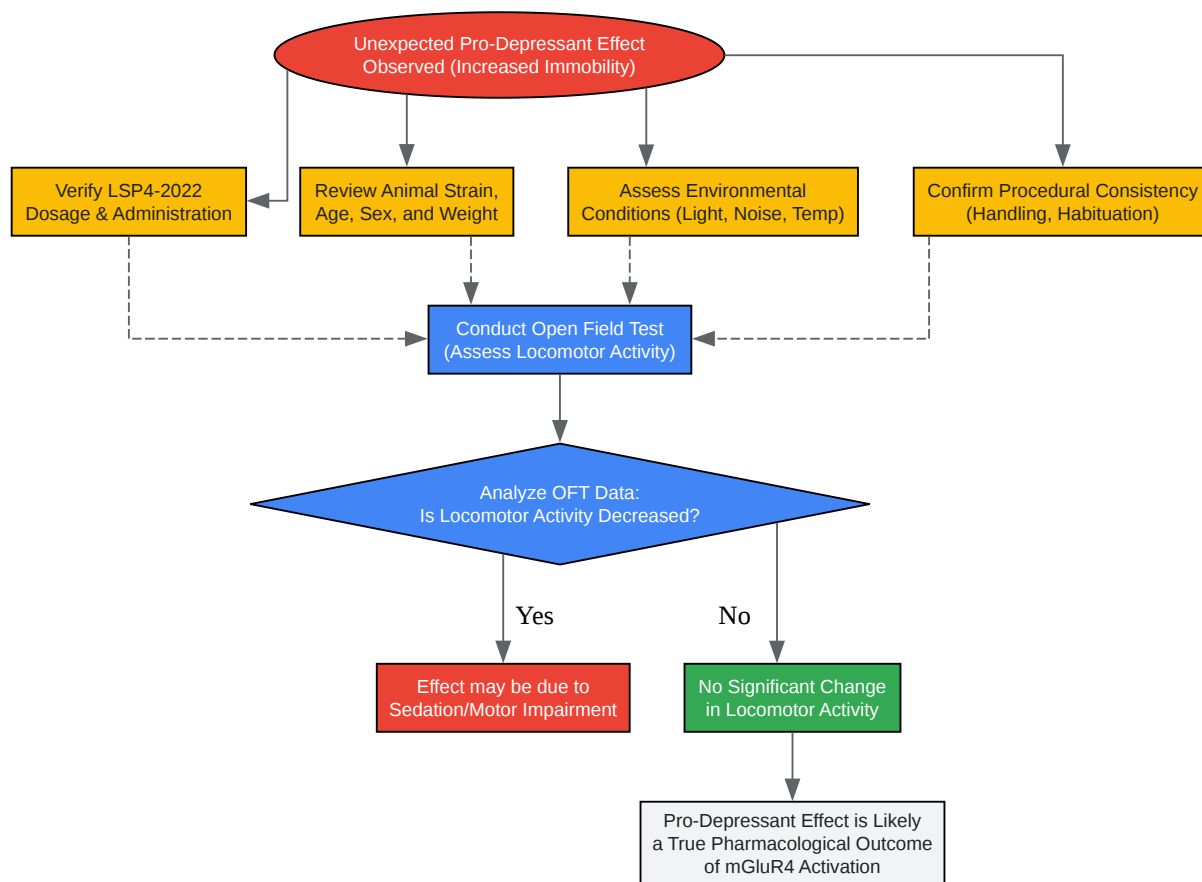 Unexpected Pro-Depressant Effect
Observed (Increased Immobility)
Verify LSP4-2022
Dosage & Administration
Review Animal Strain,
Age, Sex, and Weight
Assess Environmental
Conditions (Light, Noise, Temp)
Confirm Procedural Consistency
(Handling, Habituation)
Conduct Open Field Test
(Assess Locomotor Activity)
Analyze OFT Data:
Is Locomotor Activity Decreased?
Yes
No
Effect may be due to
Sedation/Motor Impairment
No Significant Change
in Locomotor Activity
Pro-Depressant Effect is Likely
a True Pharmacological Outcome
of mGluR4 Activation